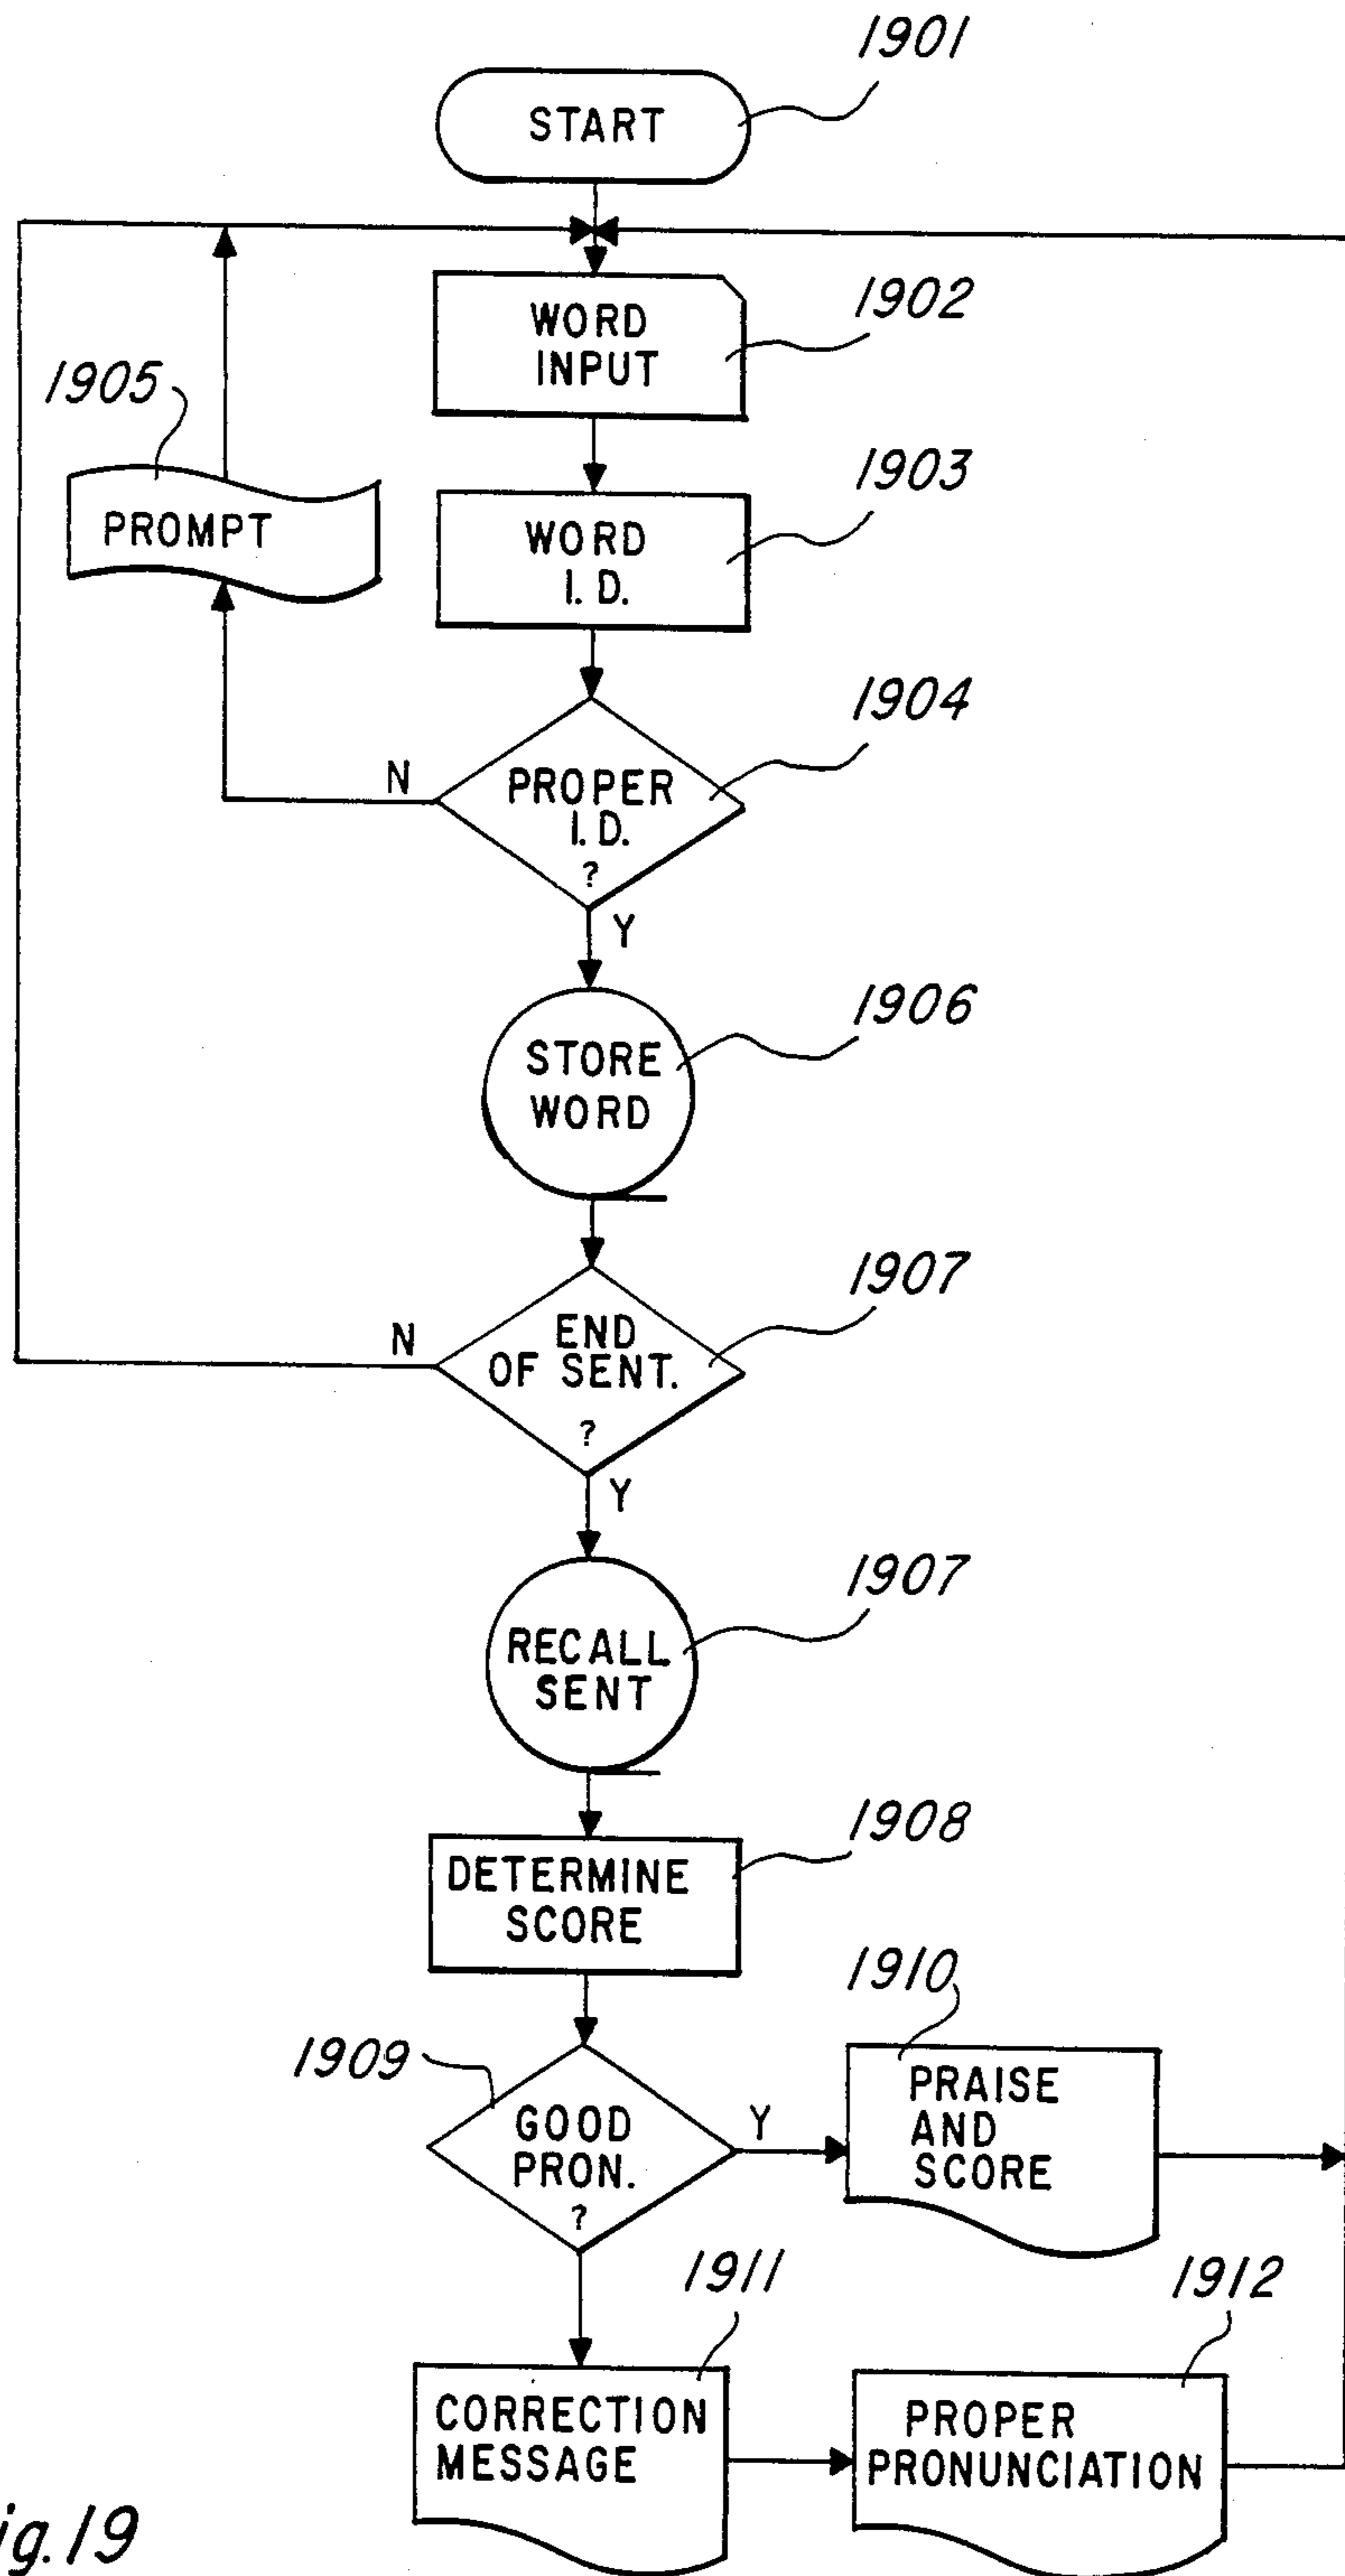 1901
START
1902
WORD
INPUT
1905
PROMPT
1903
WORD
I.D.
1904
N
PROPER
I.D.
?
Y
1906
STORE
WORD
1907
N
END
OF SENT.
?
Y
1907
RECALL
SENT
1908
DETERMINE
SCORE
1910
1909
GOOD
PRON.
?
Y
PRAISE
AND
SCORE
1911
1912
CORRECTION
MESSAGE
PROPER
PRONUNCIATION
ig.19